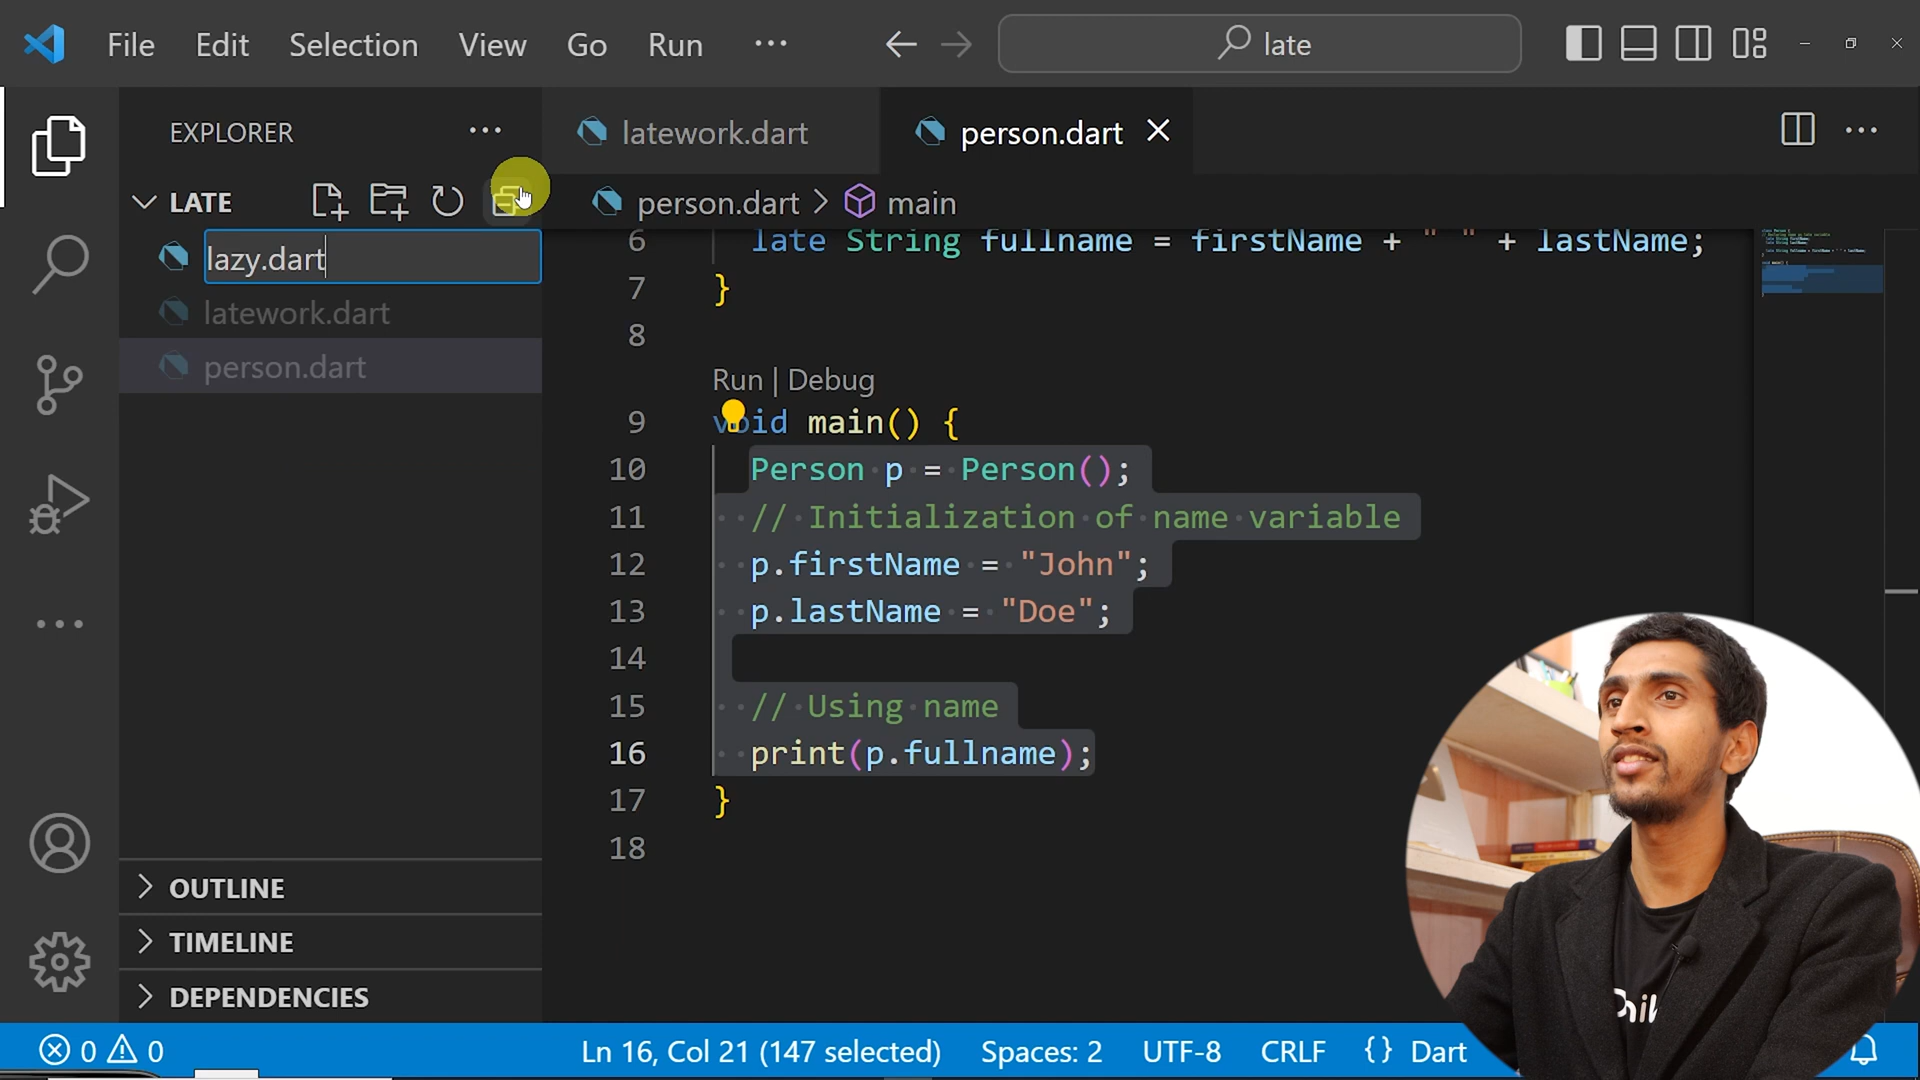 File Edit Selection View Go Run ··· late
EXPLORER ···
LATE
lazy.dart
latework.dart
person.dart
OUTLINE
TIMELINE
DEPENDENCIES
latework.dart person.dart
person.dart > main
6 late String fullname = firstName + " " + lastName;
7 }
8
Run | Debug
9 void main() {
10 Person p = Person();
11 // Initialization of name variable
12 p.firstName = "John";
13 p.lastName = "Doe";
14
15 // Using name
16 print(p.fullname);
17 }
18
0 0 Ln 16, Col 21 (147 selected) Spaces: 2 UTF-8 CRLF {} Dart